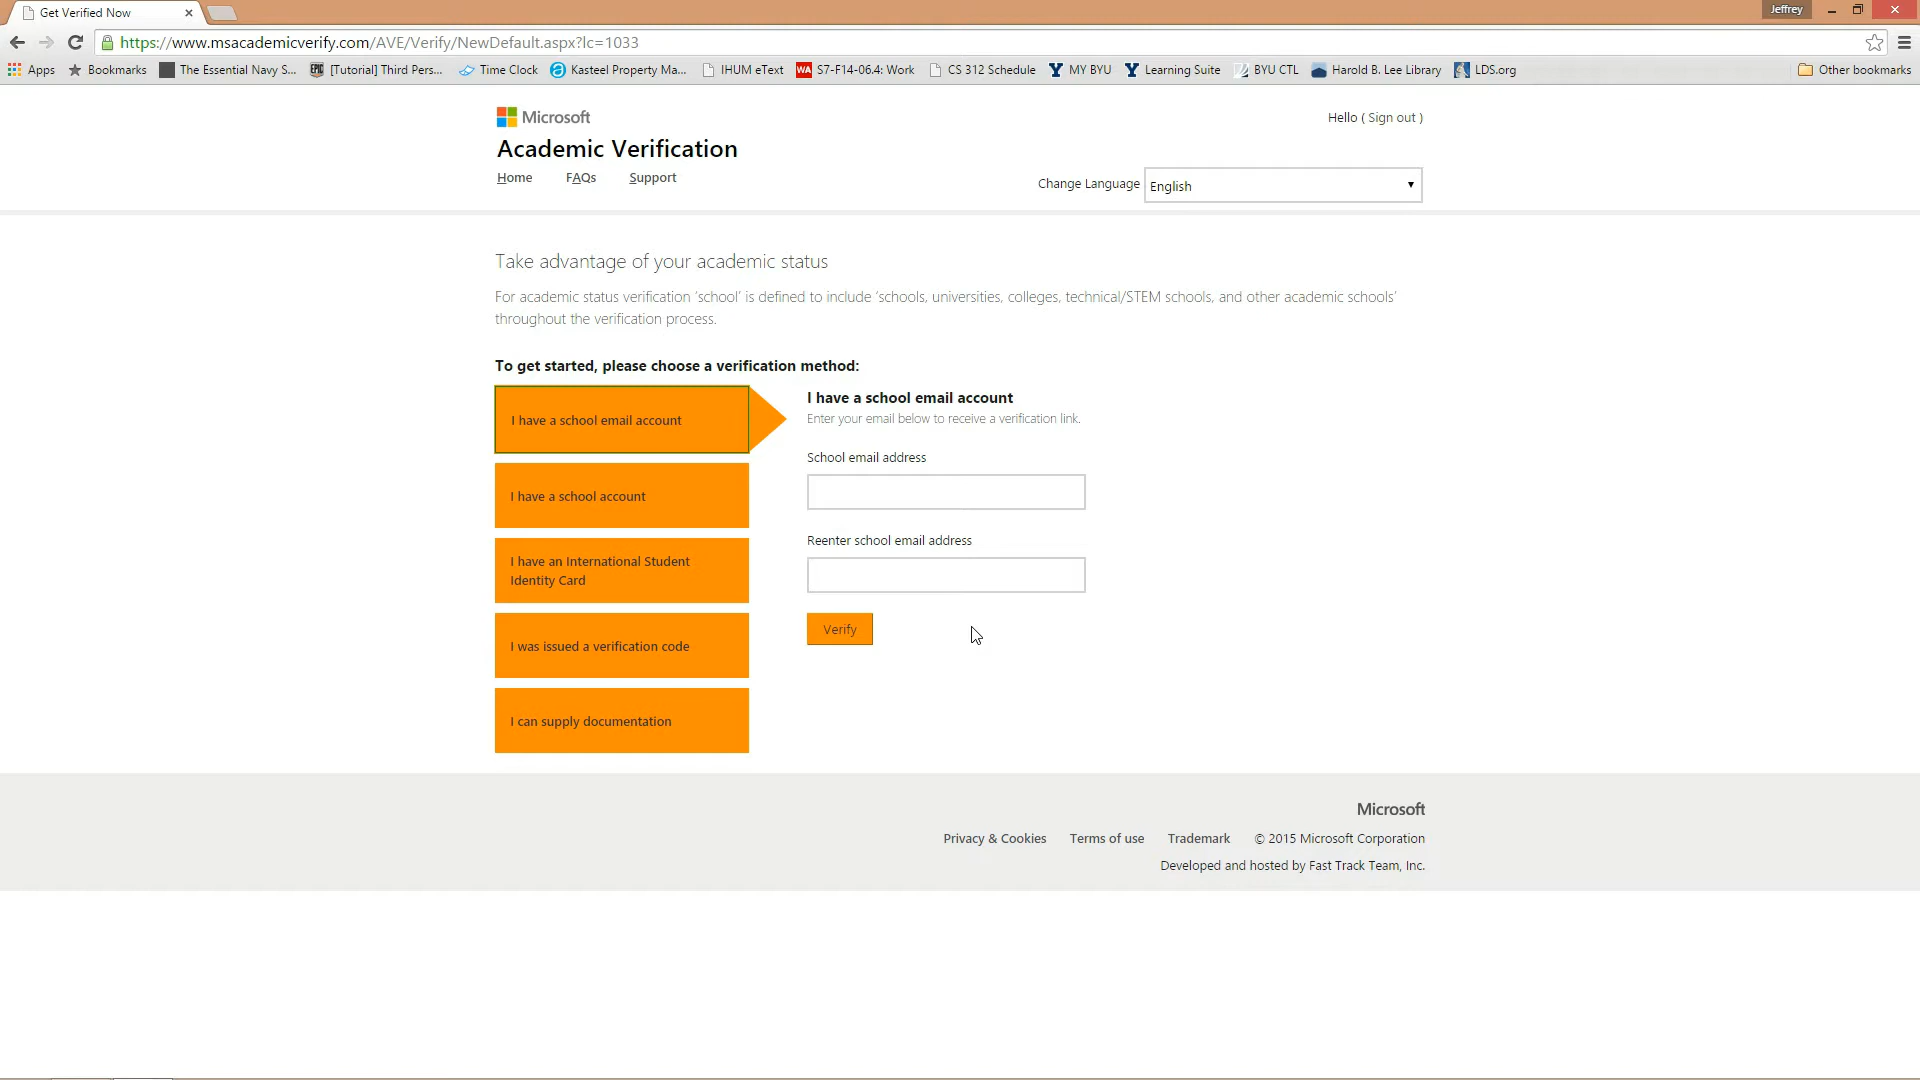 Get Verified Now
Jeffrey
https://www.msacademicverify.com/AVE/Verify/NewDefault.aspx?lc=1033
Apps Bookmarks The Essential Navy S... EPIC [Tutorial] Third Pers... Time Clock Kasteel Property Ma... IHUM eText WA S7-F14-06.4: Work CS 312 Schedule Y MY BYU Y Learning Suite BYU CTL Harold B. Lee Library LDS.org Other bookmarks
Microsoft
Hello ( Sign out )
Academic Verification
Home FAQs Support
Change Language English
Take advantage of your academic status
For academic status verification ‘school’ is defined to include ‘schools, universities, colleges, technical/STEM schools, and other academic schools’
throughout the verification process.
To get started, please choose a verification method:
I have a school email account
I have a school account
I have an International Student
Identity Card
I was issued a verification code
I can supply documentation
I have a school email account
Enter your email below to receive a verification link.
School email address
Reenter school email address
Verify
Microsoft
Privacy & Cookies Terms of use Trademark © 2015 Microsoft Corporation
Developed and hosted by Fast Track Team, Inc.